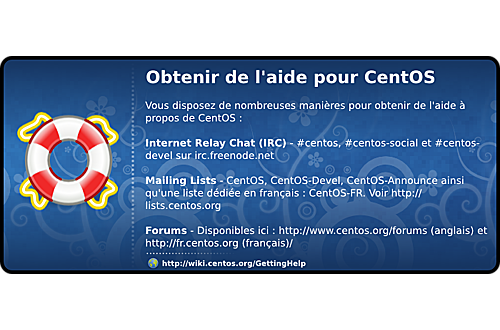 Obtenir de l'aide pour CentOS
Vous disposez de nombreuses manières pour obtenir de l'aide à
propos de CentOS :
Internet Relay Chat (IRC) - #centos, #centos-social et #centos-
devel sur irc.freenode.net
Mailing Lists - CentOS, CentOS-Devel, CentOS-Announce ainsi
qu'une liste dédiée en français : CentOS-FR. Voir http://
lists.centos.org
Forums - Disponibles ici : http://www.centos.org/forums (anglais) et
http://fr.centos.org (français)/
http://wiki.centos.org/GettingHelp